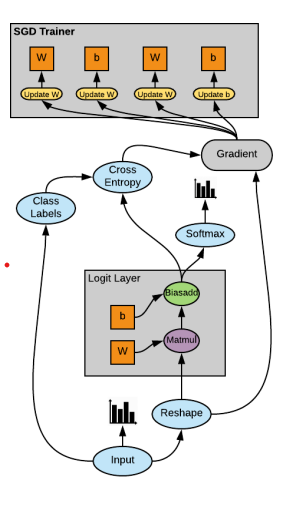 SGD Trainer
W
b
W
b
Update W
Update W
Update W
Update b
Gradient
Cross
Entropy
Class
Labels
Softmax
Logit Layer
Biasadd
b
Matmul
W
Reshape
Input